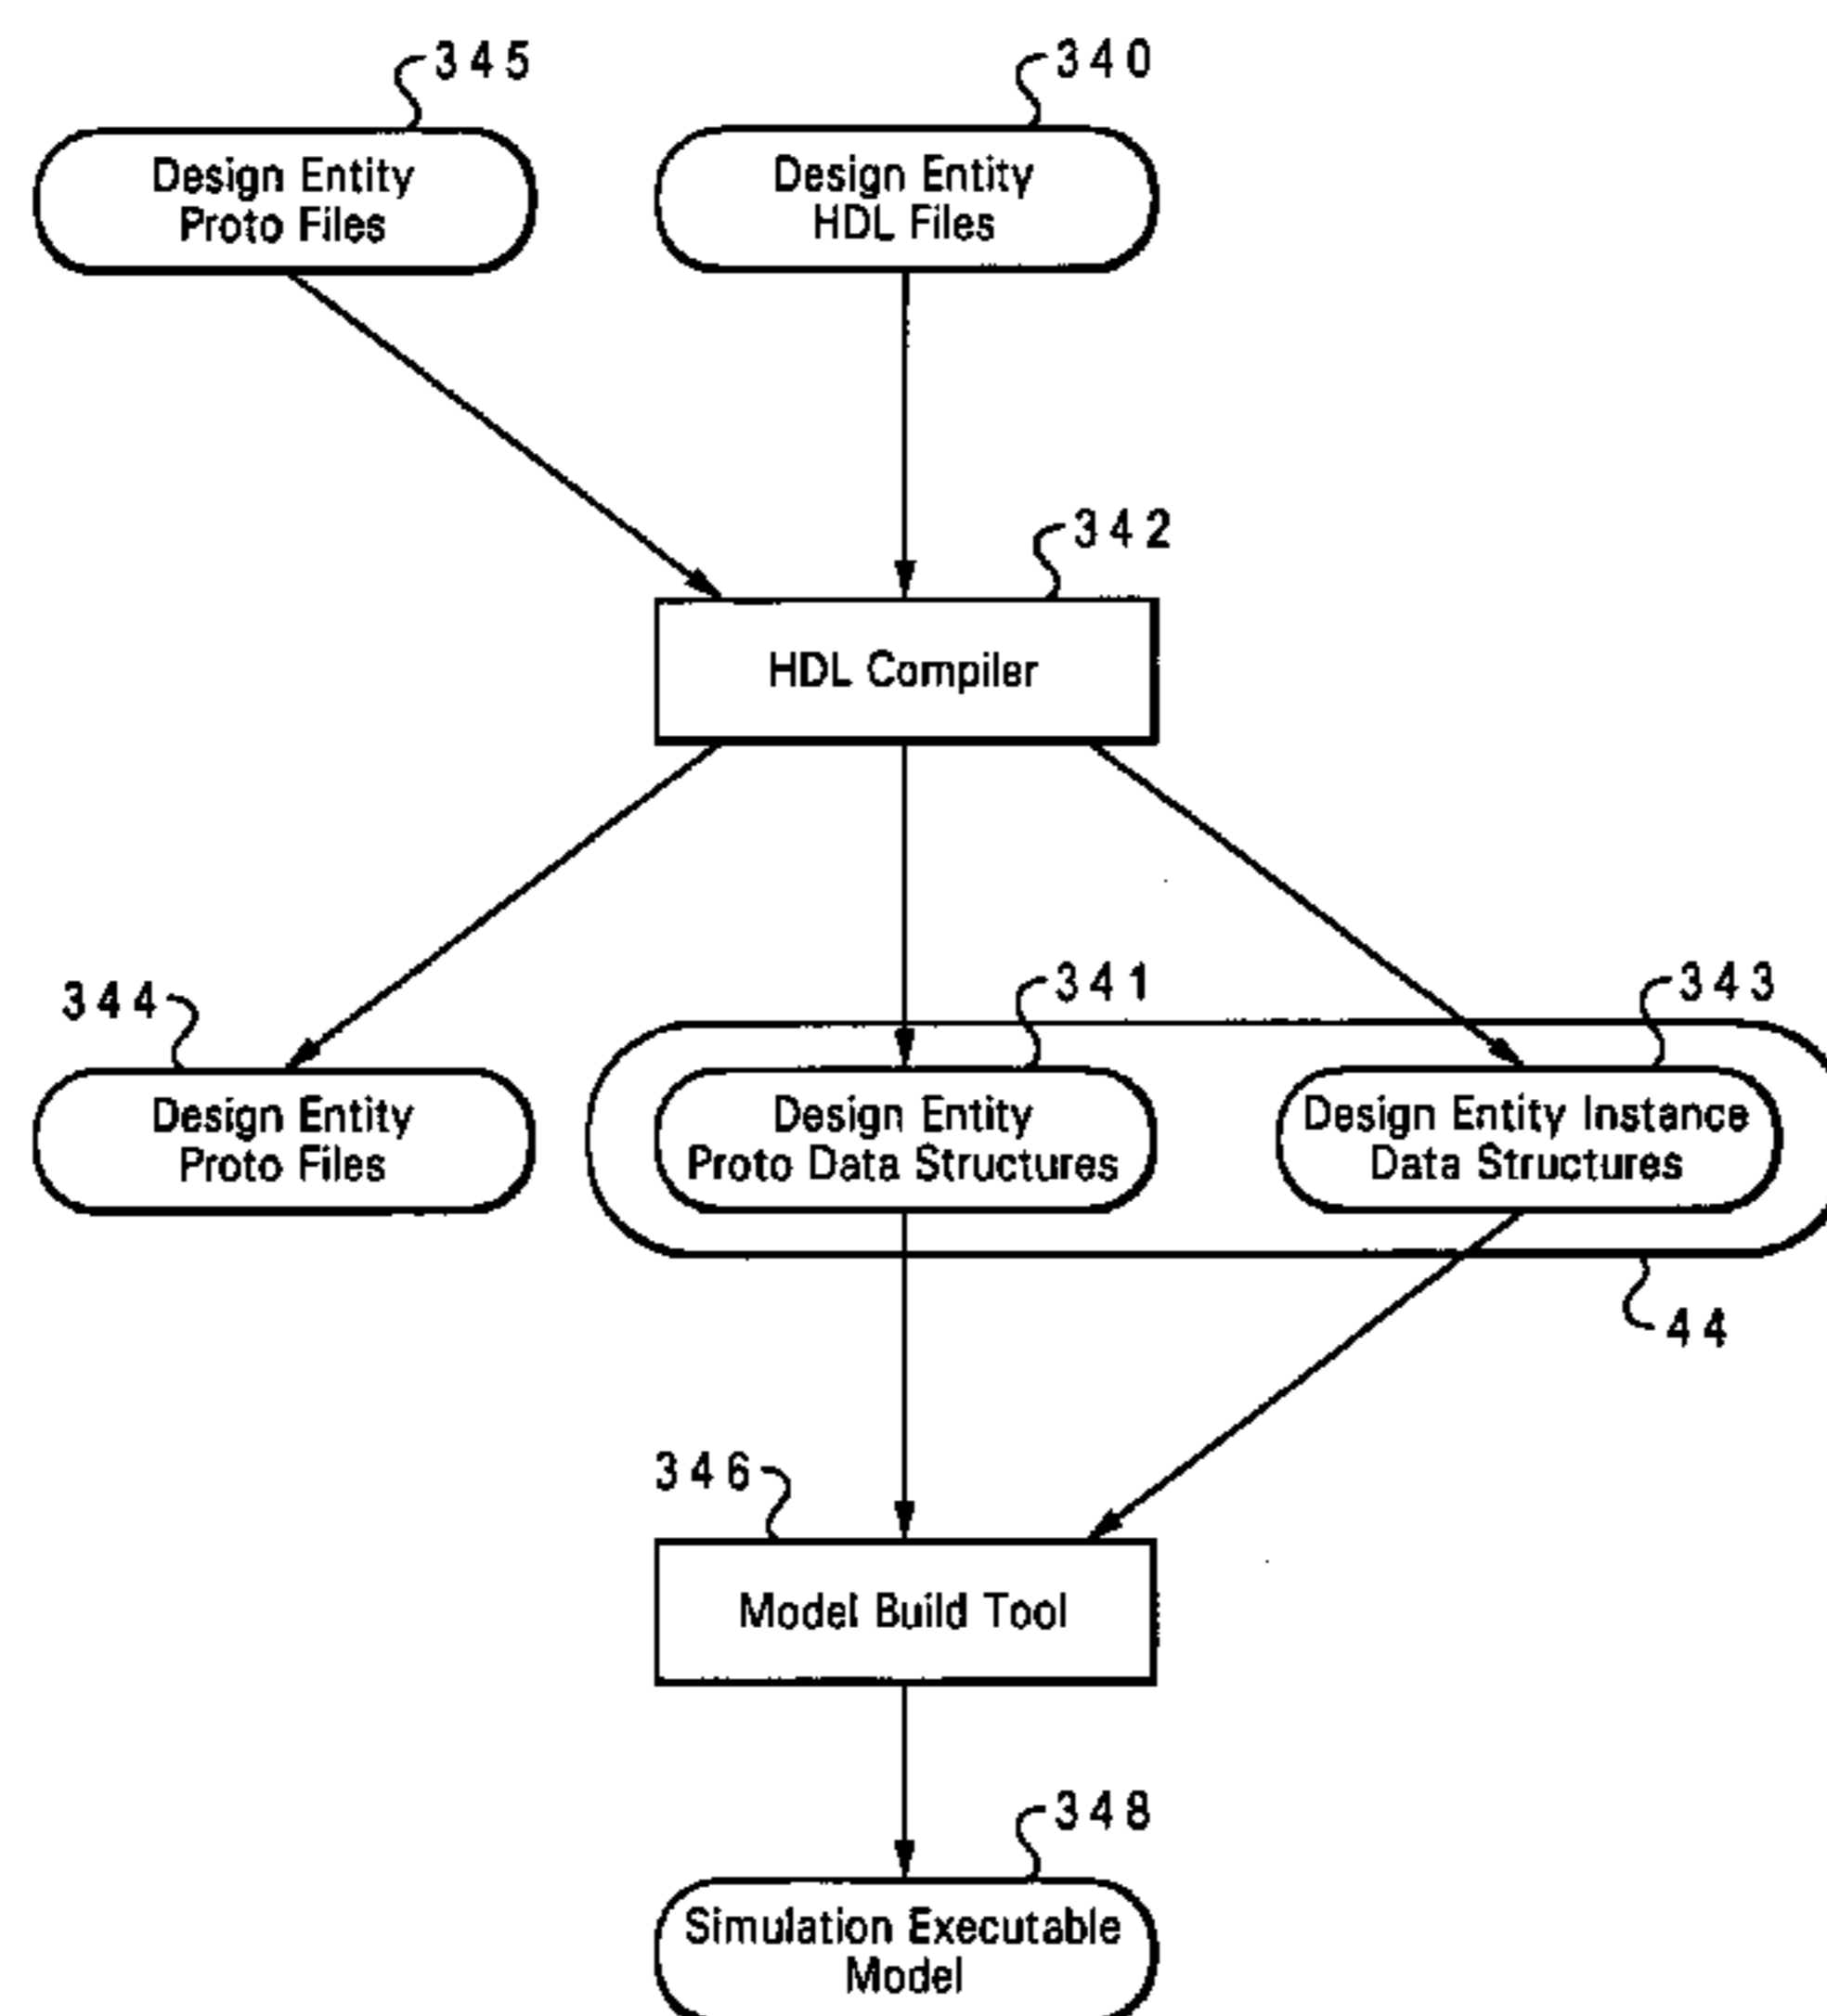 345
340
Design Entity
Proto Files
Design Entity
HDL Files
342
HDL Compiler
344
341
343
Design Entity
Proto Files
Design Entity
Proto Data Structures
Design Entity Instance
Data Structures
44
346
Model Build Tool
348
Simulation Executable
Model